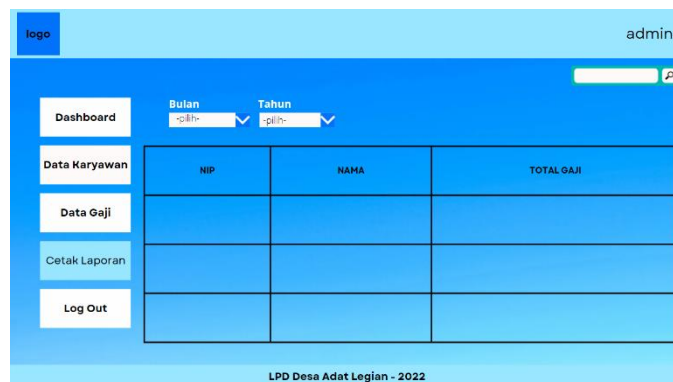 logo
admin
Bulan
Tahun
-pilih-
-pilih-
Dashboard
Data Karyawan
Data Gaji
Cetak Laporan
Log Out
NIP
NAMA
TOTAL GAJI
LPD Desa Adat Legian - 2022